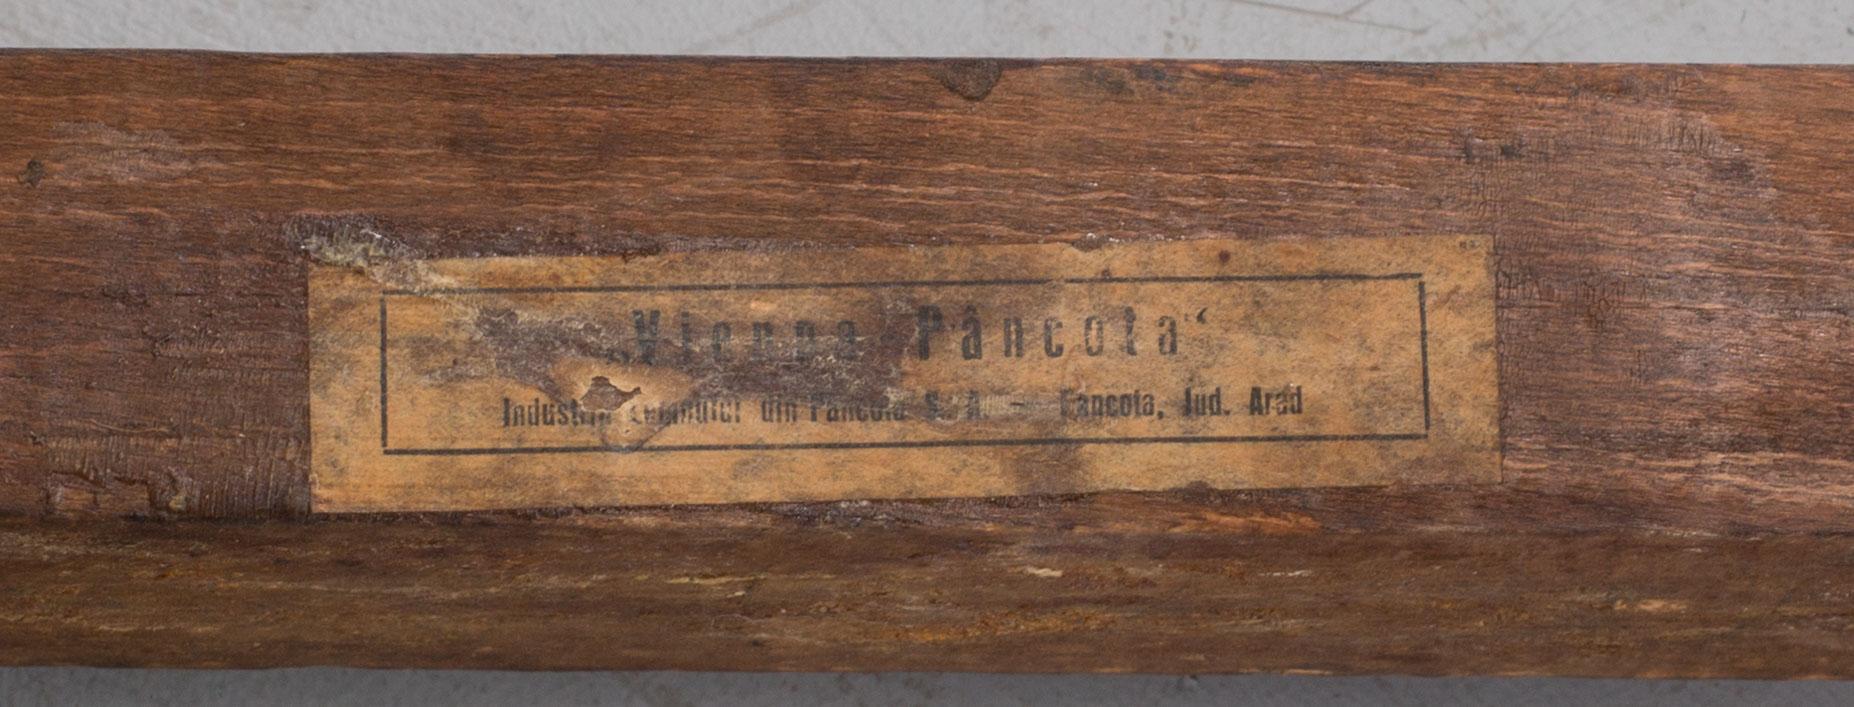 „Vienna Pâncota“
Industria Lemnului din Pâncota S. A. — Pâncota, Jud. Arad